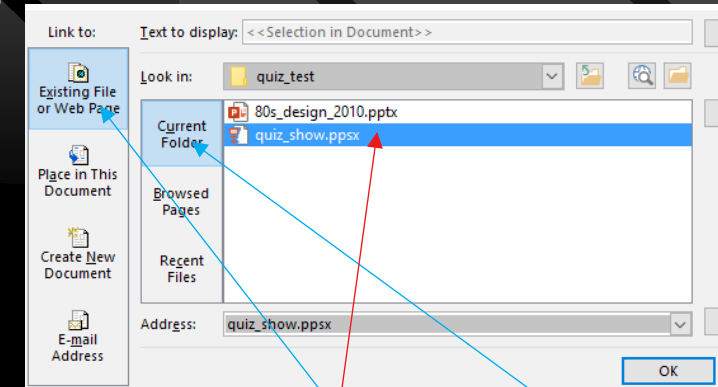 Link to:
Text to display: <<Selection in Document>>
Existing File
or Web Page
Look in: quiz_test
Current
Folder
80s_design_2010.pptx
quiz_show.ppsx
Place in This
Document
Browsed
Pages
Create New
Document
Recent
Files
E-mail
Address
Address: quiz_show.ppsx
OK